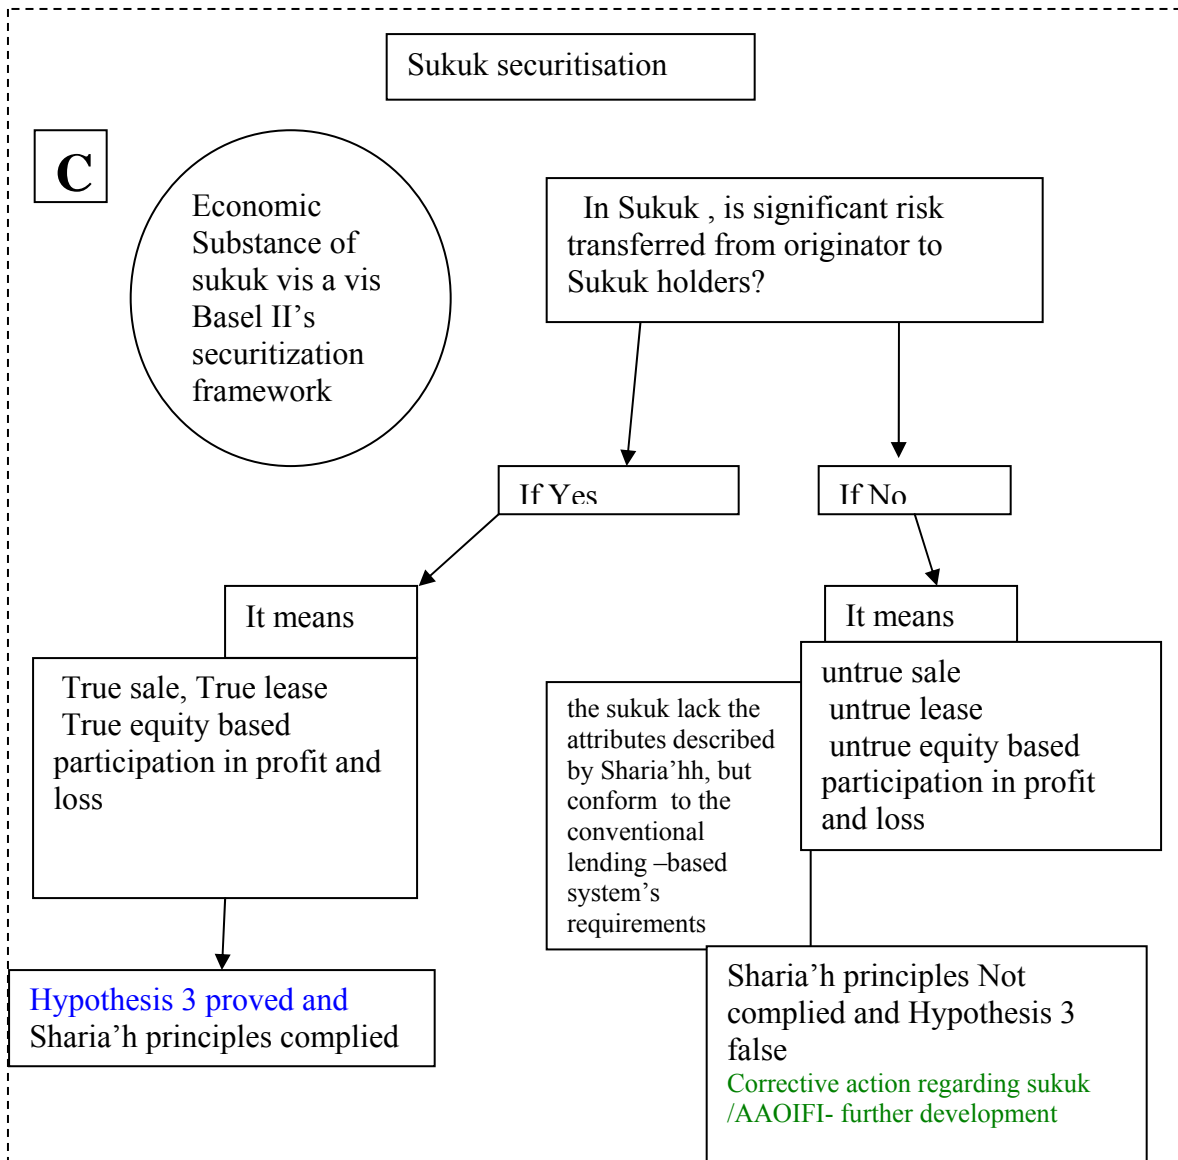 Sukuk securitisation
C
Economic
Substance of
sukuk vis a vis
Basel II’s
securitization
framework
In Sukuk , is significant risk
transferred from originator to
Sukuk holders?
If Yes
If No
It means
True sale, True lease
True equity based
participation in profit and
loss
Hypothesis 3 proved and
Sharia’h principles complied
It means
untrue sale
untrue lease
untrue equity based
participation in profit
and loss
the sukuk lack the
attributes described
by Sharia’hh, but
conform to the
conventional
lending –based
system’s
requirements
Sharia’h principles Not
complied and Hypothesis 3
false
Corrective action regarding sukuk
/AAOIFI- further development